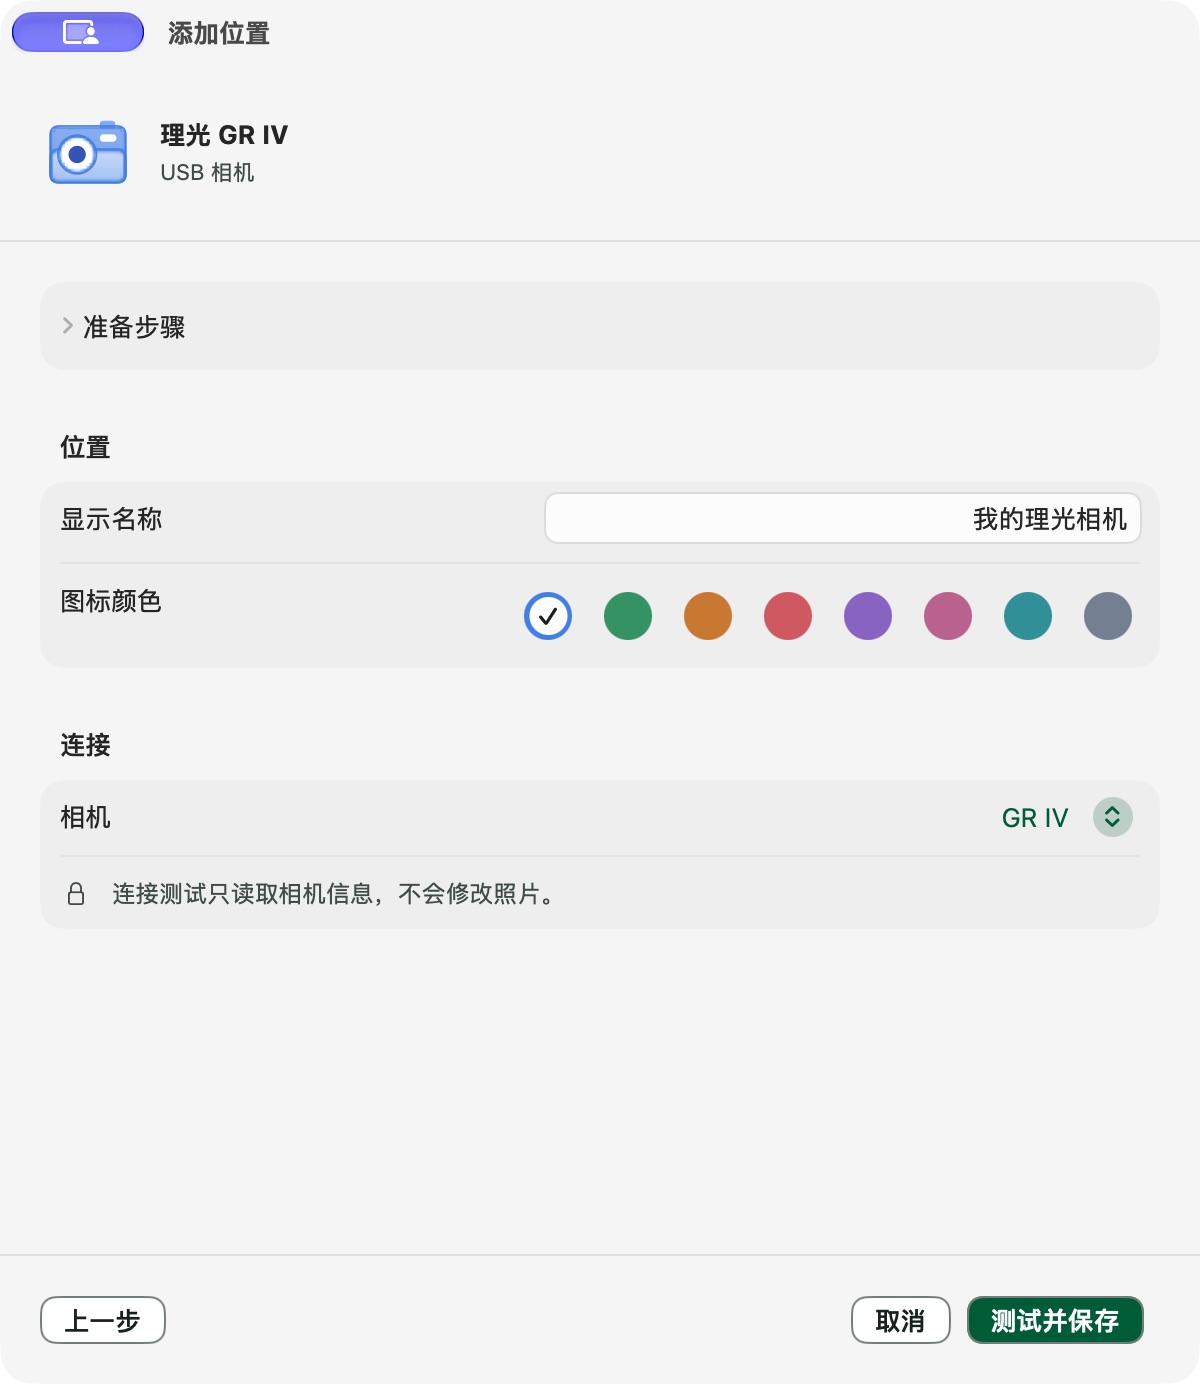 添加位置
理光 GR IV
USB 相机
准备步骤
位置
显示名称
我的理光相机
图标颜色
连接
相机
GR IV
连接测试只读取相机信息，不会修改照片。
上一步
取消
测试并保存